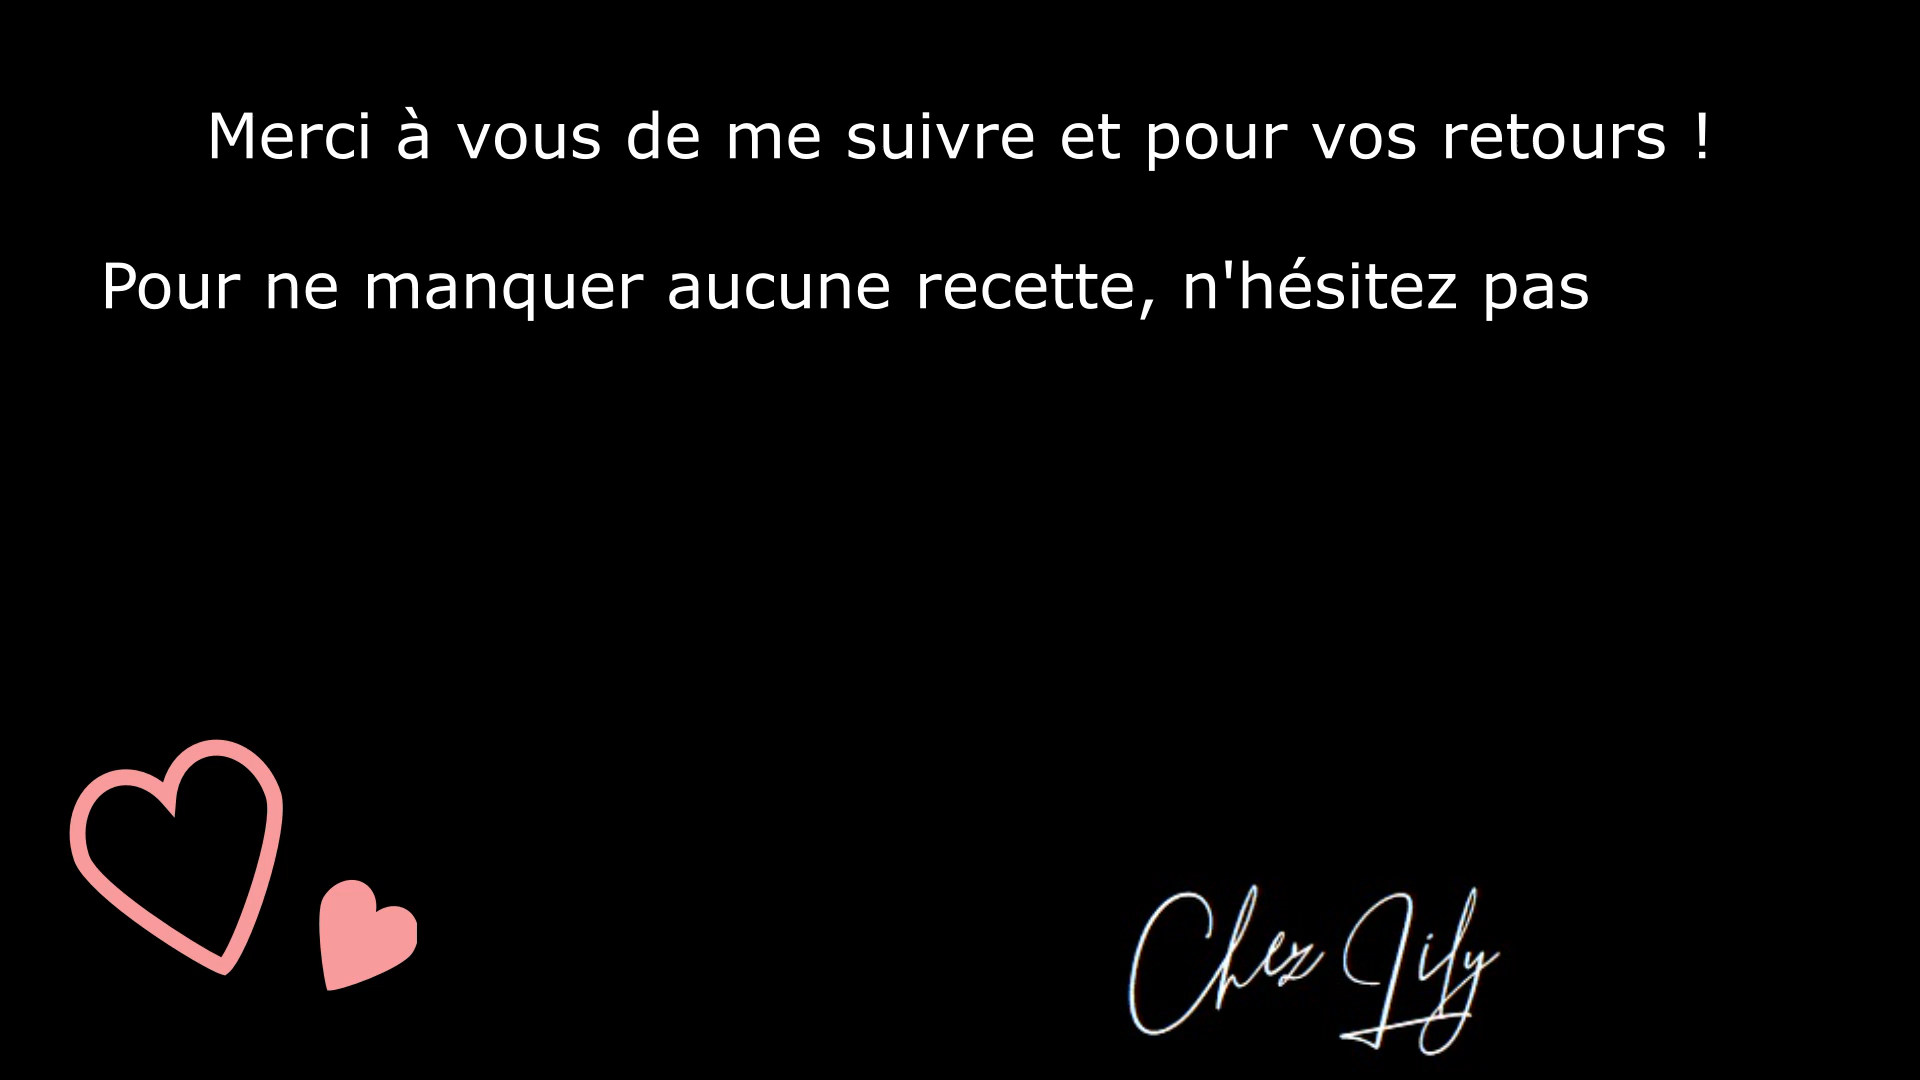 Merci à vous de me suivre et pour vos retours !
Pour ne manquer aucune recette, n'hésitez pas
Chez Lily